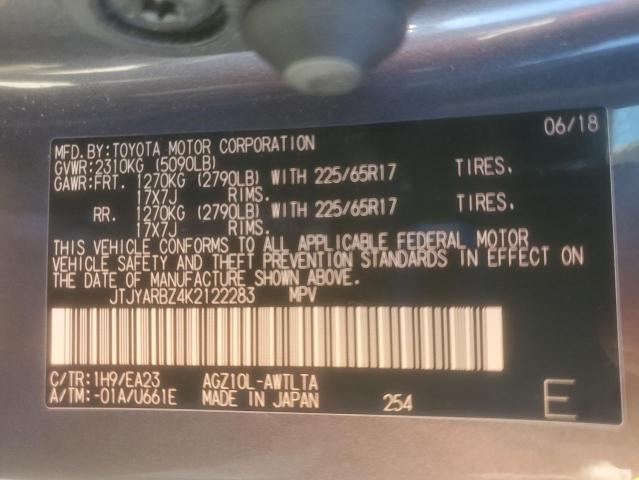 06/18
MFD.BY:TOYOTA MOTOR CORPORATION
GVWR:2310KG (5090LB)
GAWR:FRT. 1270KG (2790LB) WITH 225/65R17 TIRES.
17X7J RIMS.
RR. 1270KG (2790LB) WITH 225/65R17 TIRES.
17X7J RIMS.
THIS VEHICLE CONFORMS TO ALL APPLICABLE FEDERAL MOTOR
VEHICLE SAFETY AND THEFT PREVENTION STANDARDS IN EFFECT ON
THE DATE OF MANUFACTURE SHOWN ABOVE.
JTJYARBZ4K2122283 MPV
C/TR:1H9/EA23 AGZ10L-AWTLTA
A/TM:-01A/U661E MADE IN JAPAN 254 E